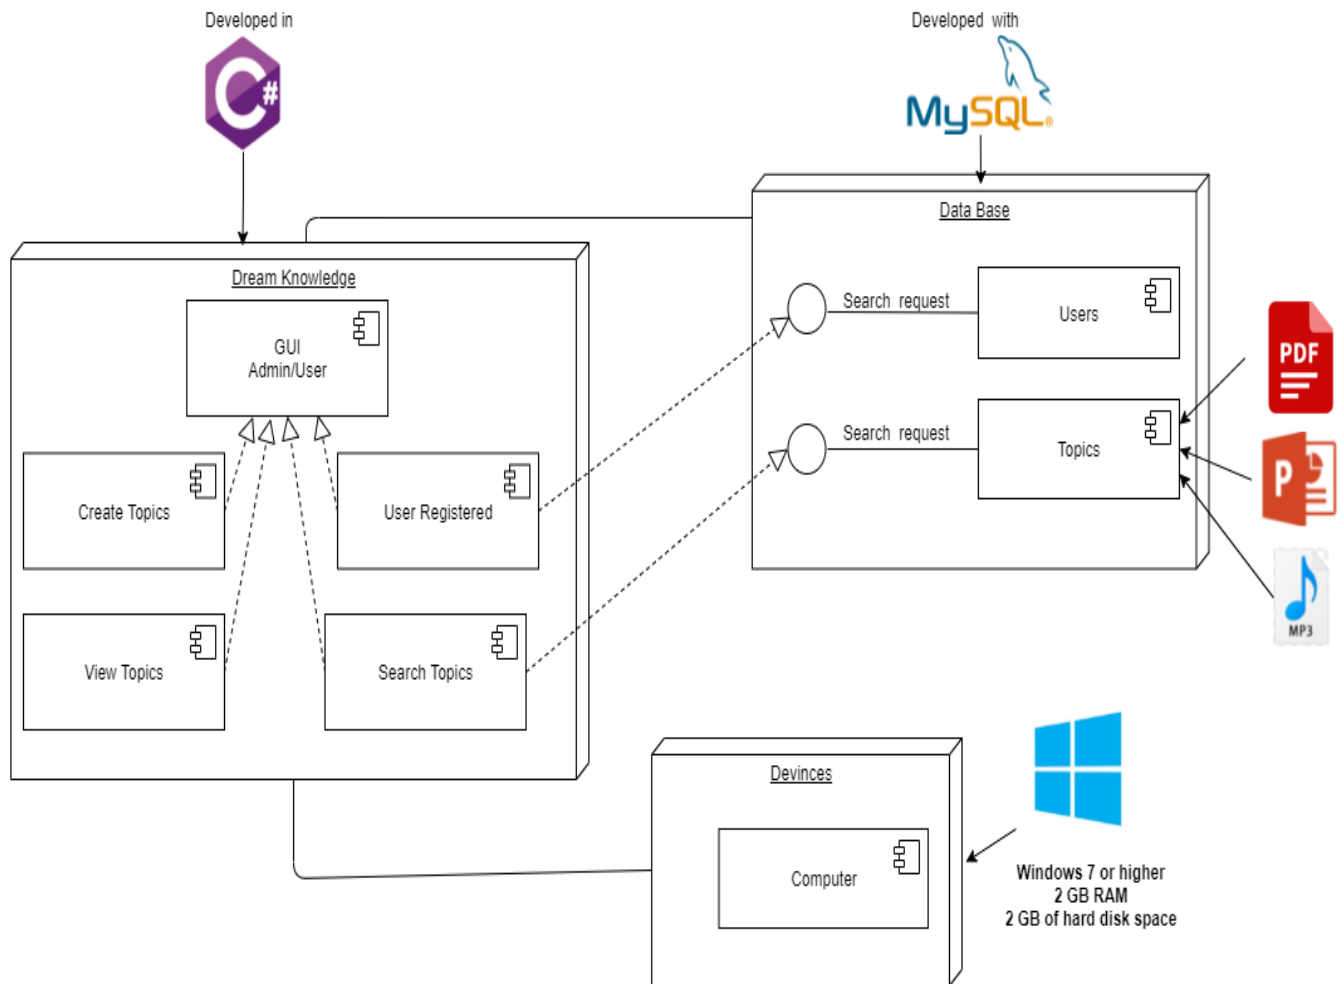 Developed in
C#
Developed with
MySQL®
Data Base
Dream Knowledge
GUI
Admin/User
Search request
Users
PDF
Create Topics
User Registered
Search request
Topics
P
View Topics
Search Topics
MP3
Devinces
Computer
Windows 7 or higher
2 GB RAM
2 GB of hard disk space